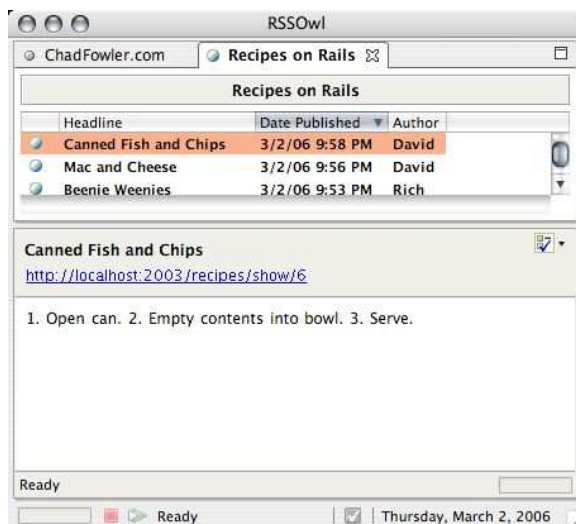 RSSOwl
ChadFowler.com Recipes on Rails
Recipes on Rails
Headline Date Published Author
Canned Fish and Chips 3/2/06 9:58 PM David
Mac and Cheese 3/2/06 9:56 PM David
Beenie Weenies 3/2/06 9:53 PM Rich
Canned Fish and Chips
http://localhost:2003/recipes/show/6
1. Open can. 2. Empty contents into bowl. 3. Serve.
Ready
Ready Thursday, March 2, 2006